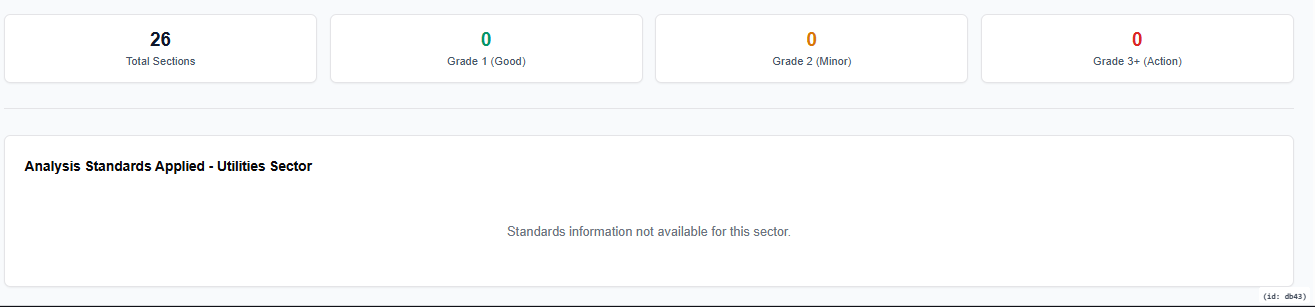 26
Total Sections
0
Grade 1 (Good)
0
Grade 2 (Minor)
0
Grade 3+ (Action)
Analysis Standards Applied - Utilities Sector
Standards information not available for this sector.
(id: db43)